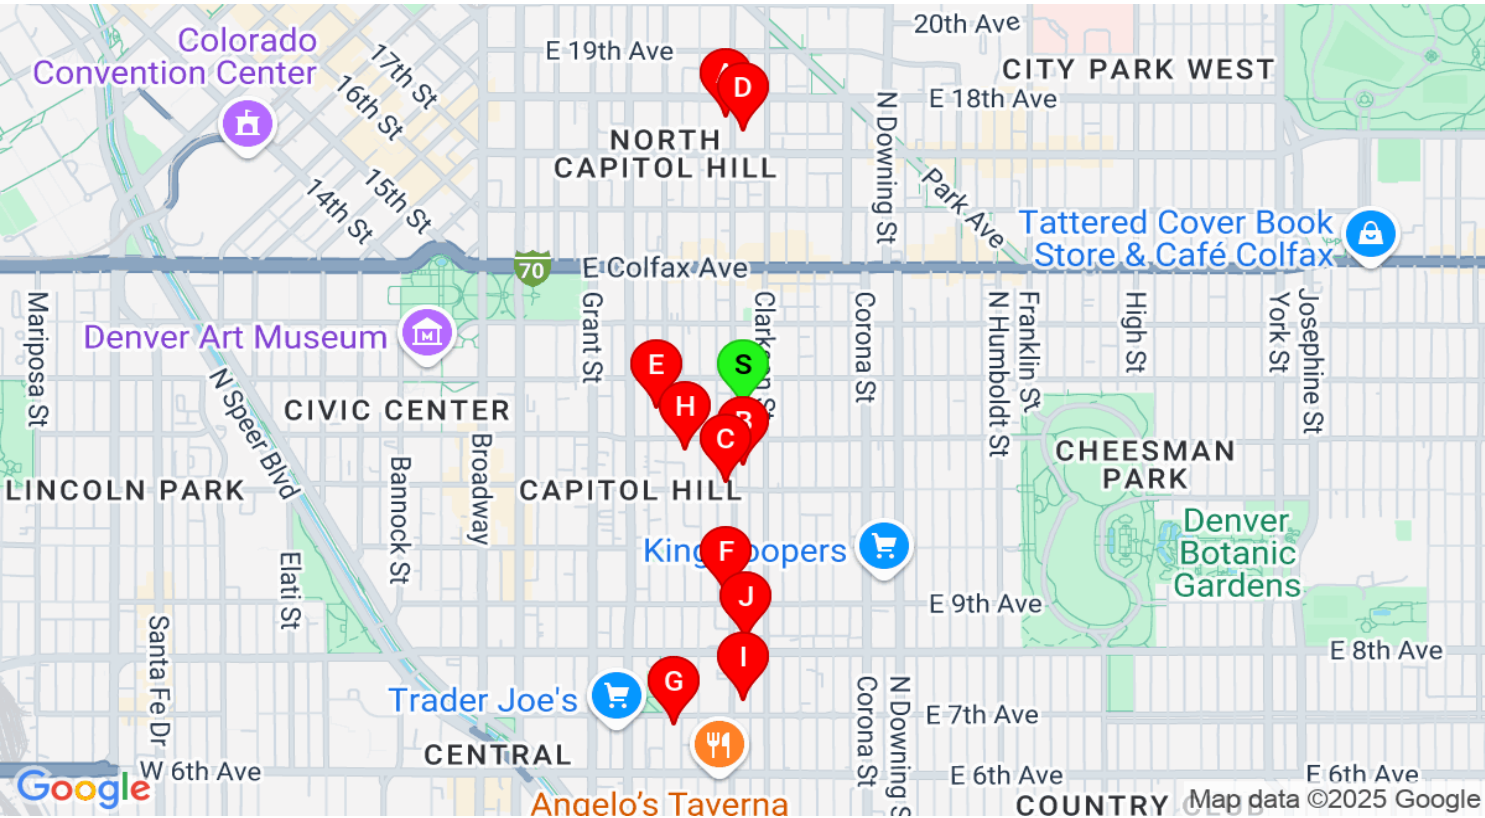 20th Ave
Colorado
Convention Center
17th St
E 19th Ave
CITY PARK WEST
A
D
16th St
N Downing St
E 18th Ave
NORTH
CAPITOL HILL
15th St
14th St
Park Ave
Tattered Cover Book
Store & Café Colfax
70
E Colfax Ave
Mariposa St
Grant St
Clarkson St
Corona St
N Humboldt St
Franklin St
High St
York St
Josephine St
Denver Art Museum
E
S
N Speer Blvd
CIVIC CENTER
H
B
C
Broadway
CHEESMAN
PARK
LINCOLN PARK
Bannock St
CAPITOL HILL
Denver
Botanic
Gardens
King Soopers
F
Elati St
J
E 9th Ave
Santa Fe Dr
I
E 8th Ave
G
Trader Joe's
Corona St
N Downing S
E 7th Ave
CENTRAL
W 6th Ave
E 6th Ave
E 6th Ave
Google
Angelo's Taverna
COUNTRY CLUB
Map data ©2025 Google